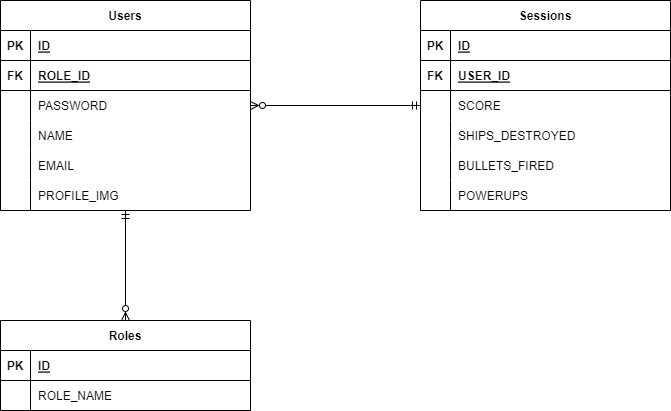 Users
PK ID
FK ROLE_ID
PASSWORD
NAME
EMAIL
PROFILE_IMG
Sessions
PK ID
FK USER_ID
SCORE
SHIPS_DESTROYED
BULLETS_FIRED
POWERUPS
Roles
PK ID
ROLE_NAME